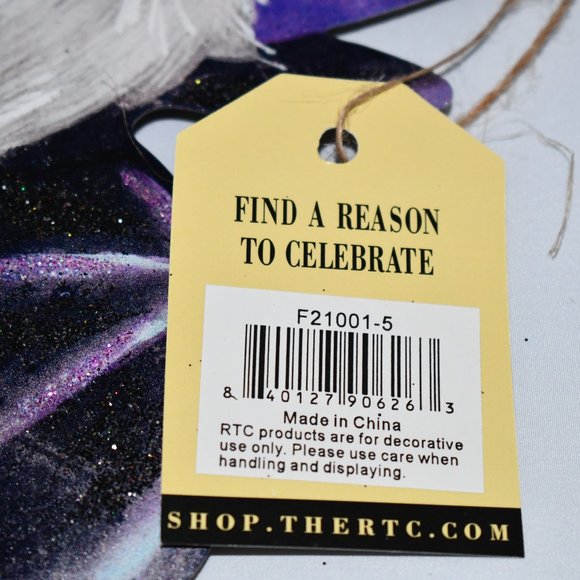 FIND A REASON
TO CELEBRATE
F21001-5
8 40127 90626 3
Made in China
RTC products are for decorative
use only. Please use care when
handling and displaying.
SHOP.THERTC.COM